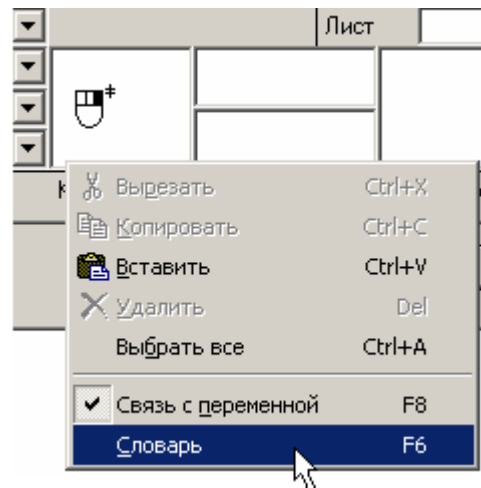 Лист
Вырезать Ctrl+X
Копировать Ctrl+C
Вставить Ctrl+V
Удалить Del
Выбрать все Ctrl+A
Связь с переменной F8
Словарь F6